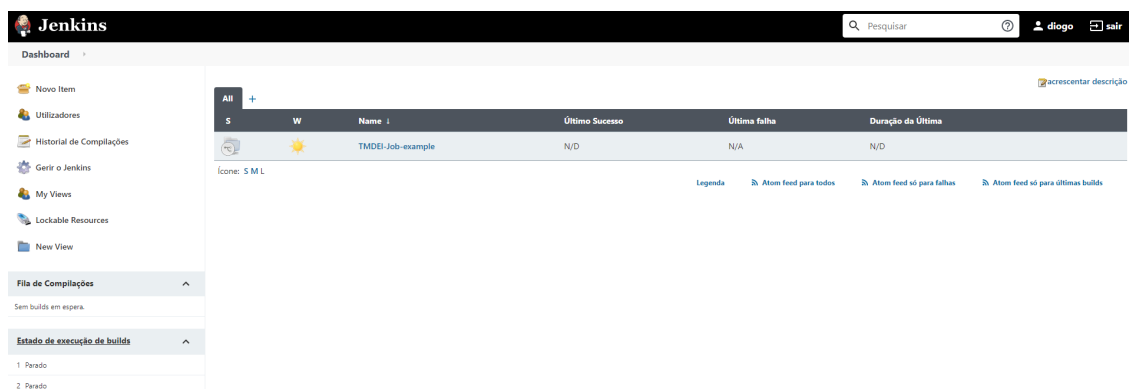 Jenkins
Pesquisar
diogo
sair
Dashboard
acrescentar descrição
Novo Item
Utilizadores
Historial de Compilações
Gerir o Jenkins
My Views
Lockable Resources
New View
Fila de Compilações
Sem builds em espera.
Estado de execução de builds
1 Parado
2 Parado
All +
S W Name ↓ Último Sucesso Última falha Duração da Última
TMDEI-Job-example N/D N/A N/D
Ícone: S M L
Legenda Atom feed para todos Atom feed só para falhas Atom feed só para últimas builds